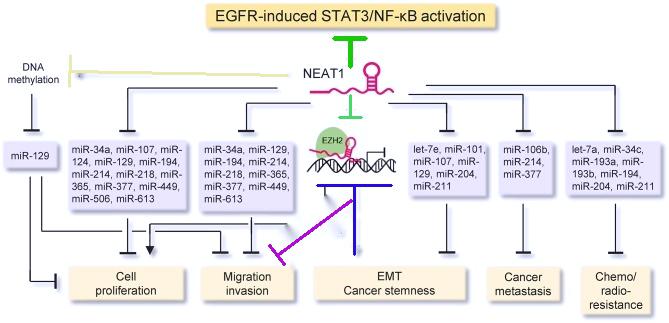 EGFR-induced STAT3/NF-κB activation
DNA
methylation
NEAT1
EZH2
miR-129
miR-34a, miR-107, miR-
124, miR-129, miR-194,
miR-214, miR-218, miR-
365, miR-377, miR-449,
miR-506, miR-613
miR-34a, miR-129,
miR-194, miR-214,
miR-218, miR-365,
miR-377, miR-449,
miR-613
let-7e, miR-101,
miR-107, miR-
129, miR-204,
miR-211
miR-106b,
miR-214,
miR-377
let-7a, miR-34c,
miR-193a, miR-
193b, miR-194,
miR-204, miR-211
Cell
proliferation
Migration
invasion
EMT
Cancer stemness
Cancer
metastasis
Chemo/
radio-
resistance